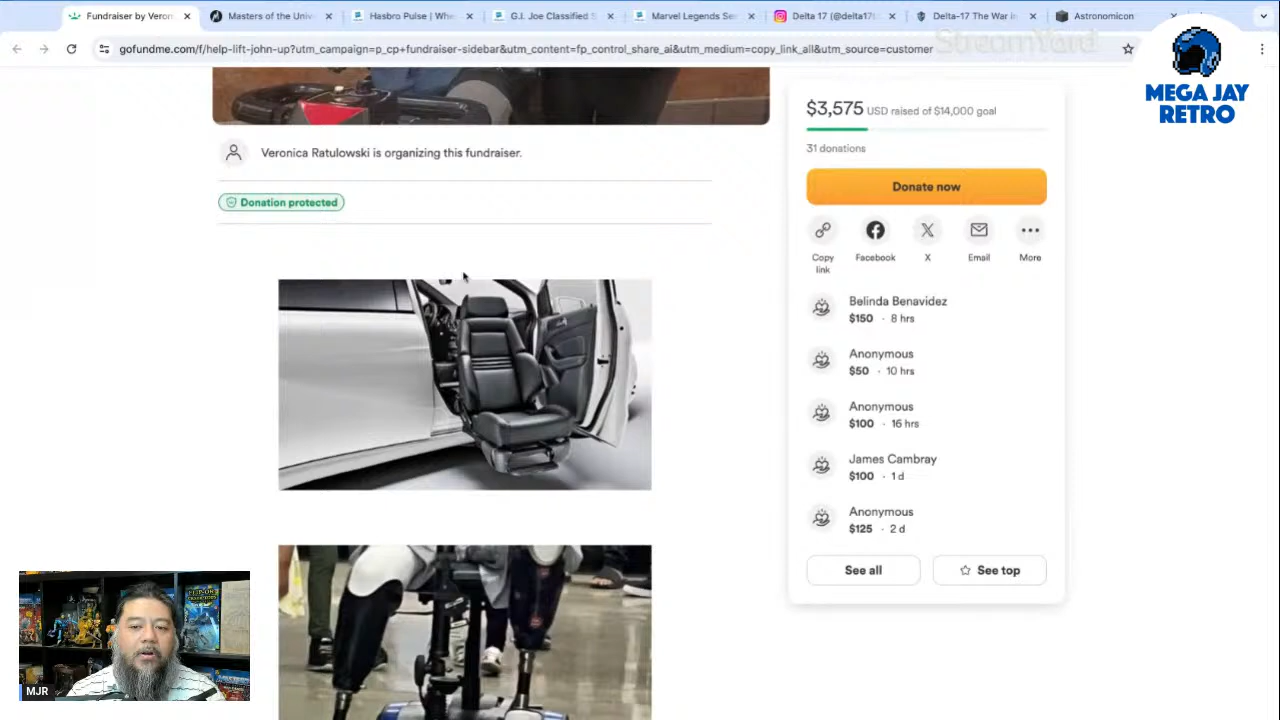 Fundraiser by Veror
Masters of the Univ
Hasbro Pulse | Whe
G.I. Joe Classified S
Marvel Legends Se
Delta 17 (@delta17
Delta-17 The War in
Astronomicon
gofundme.com/f/help-lift-john-up?utm_campaign=p_cp+fundraiser-sidebar&utm_content=fp_control_share_ai&utm_medium=copy_link_all&utm_source=customer
StreamYard
MEGA JAY
RETRO
$3,575 USD raised of $14,000 goal
31 donations
Donate now
Copy link
Facebook
X
Email
More
Veronica Ratulowski is organizing this fundraiser.
Donation protected
Belinda Benavidez
$150 · 8 hrs
Anonymous
$50 · 10 hrs
Anonymous
$100 · 16 hrs
James Cambray
$100 · 1 d
Anonymous
$125 · 2 d
See all
See top
MJR